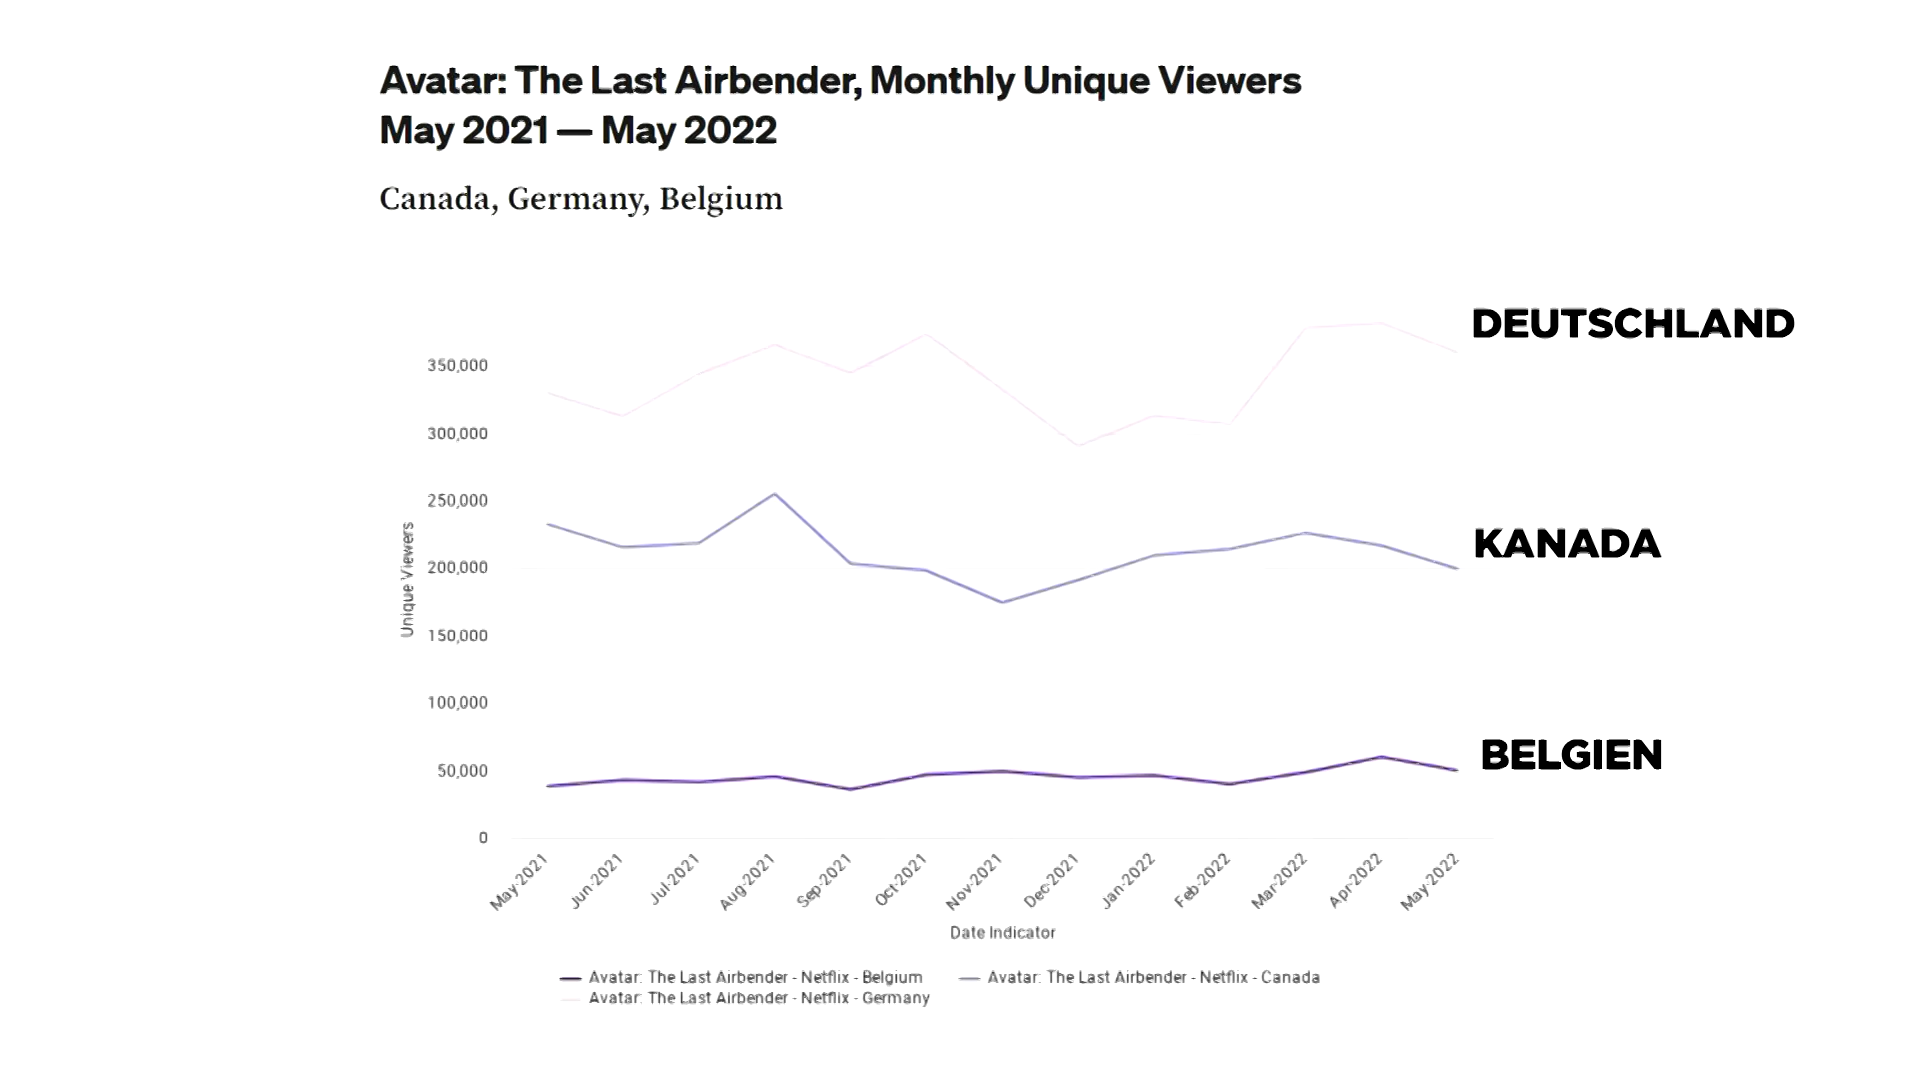 Avatar: The Last Airbender, Monthly Unique Viewers
May 2021 — May 2022
Canada, Germany, Belgium
DEUTSCHLAND
350,000
300,000
250,000
KANADA
200,000
150,000
100,000
BELGIEN
50,000
0
Unique Viewers
May-2021
Jun-2021
Jul-2021
Aug-2021
Sep-2021
Oct-2021
Nov-2021
Dec-2021
Jan-2022
Feb-2022
Mar-2022
Apr-2022
May-2022
Date Indicator
Avatar: The Last Airbender - Netflix - Belgium
Avatar: The Last Airbender - Netflix - Canada
Avatar: The Last Airbender - Netflix - Germany